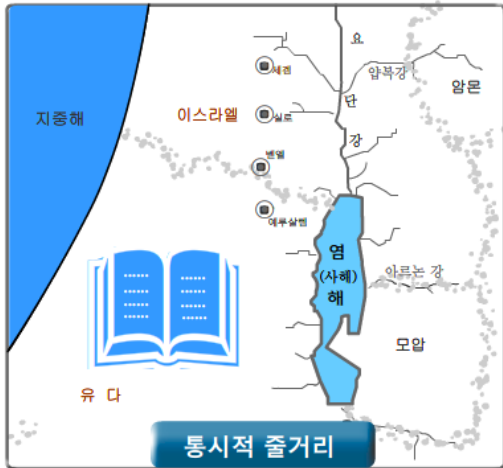 요
세겜
얍복강
암몬
지중해
이스라엘
단
실로
강
벧엘
예루살렘
염
(사해)
해
아르논 강
모압
유 다
통시적 줄거리